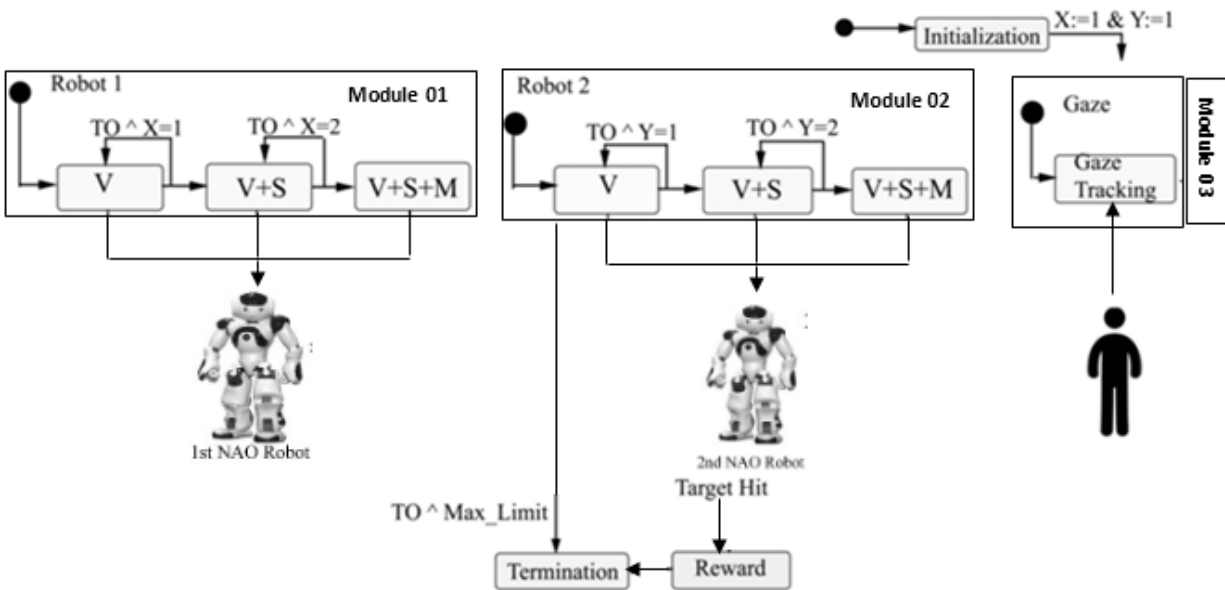 X:=1 & Y:=1
Initialization
Robot 1
Module 01
TO ^ X=1
TO ^ X=2
V
V+S
V+S+M
Robot 2
Module 02
TO ^ Y=1
TO ^ Y=2
V
V+S
V+S+M
Gaze
Gaze
Tracking
Module 03
1st NAO Robot
2nd NAO Robot
Target Hit
TO ^ Max_Limit
Termination
Reward